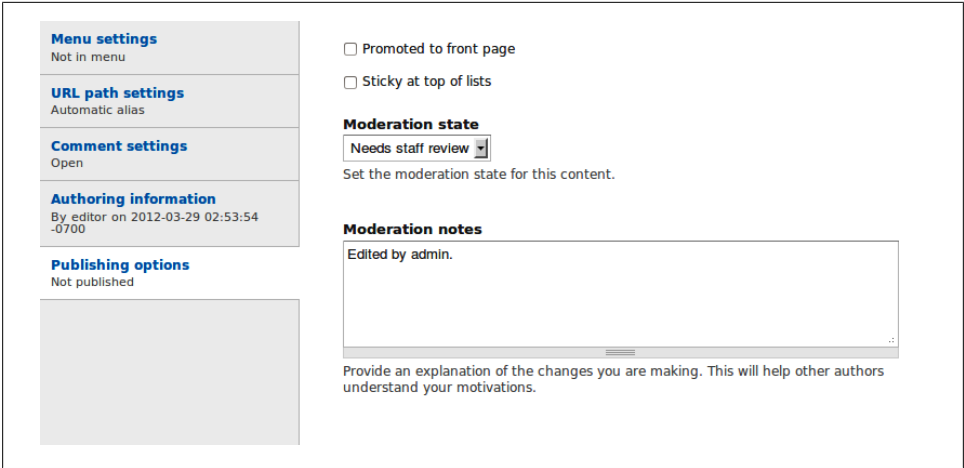 Menu settings
Not in menu
URL path settings
Automatic alias
Comment settings
Open
Authoring information
By editor on 2012-03-29 02:53:54
-0700
Publishing options
Not published
Promoted to front page
Sticky at top of lists
Moderation state
Needs staff review
Set the moderation state for this content.
Moderation notes
Edited by admin.
Provide an explanation of the changes you are making. This will help other authors
understand your motivations.